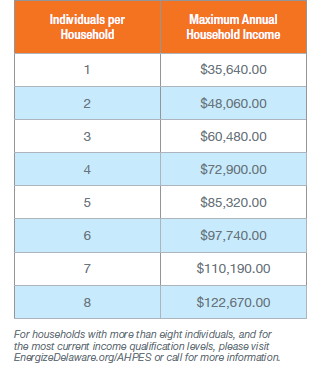 Individuals per Household
Maximum Annual Household Income
1 $35,640.00
2 $48,060.00
3 $60,480.00
4 $72,900.00
5 $85,320.00
6 $97,740.00
7 $110,190.00
8 $122,670.00
For households with more than eight individuals, and for
the most current income qualification levels, please visit
EnergizeDelaware.org/AHPES or call for more information.